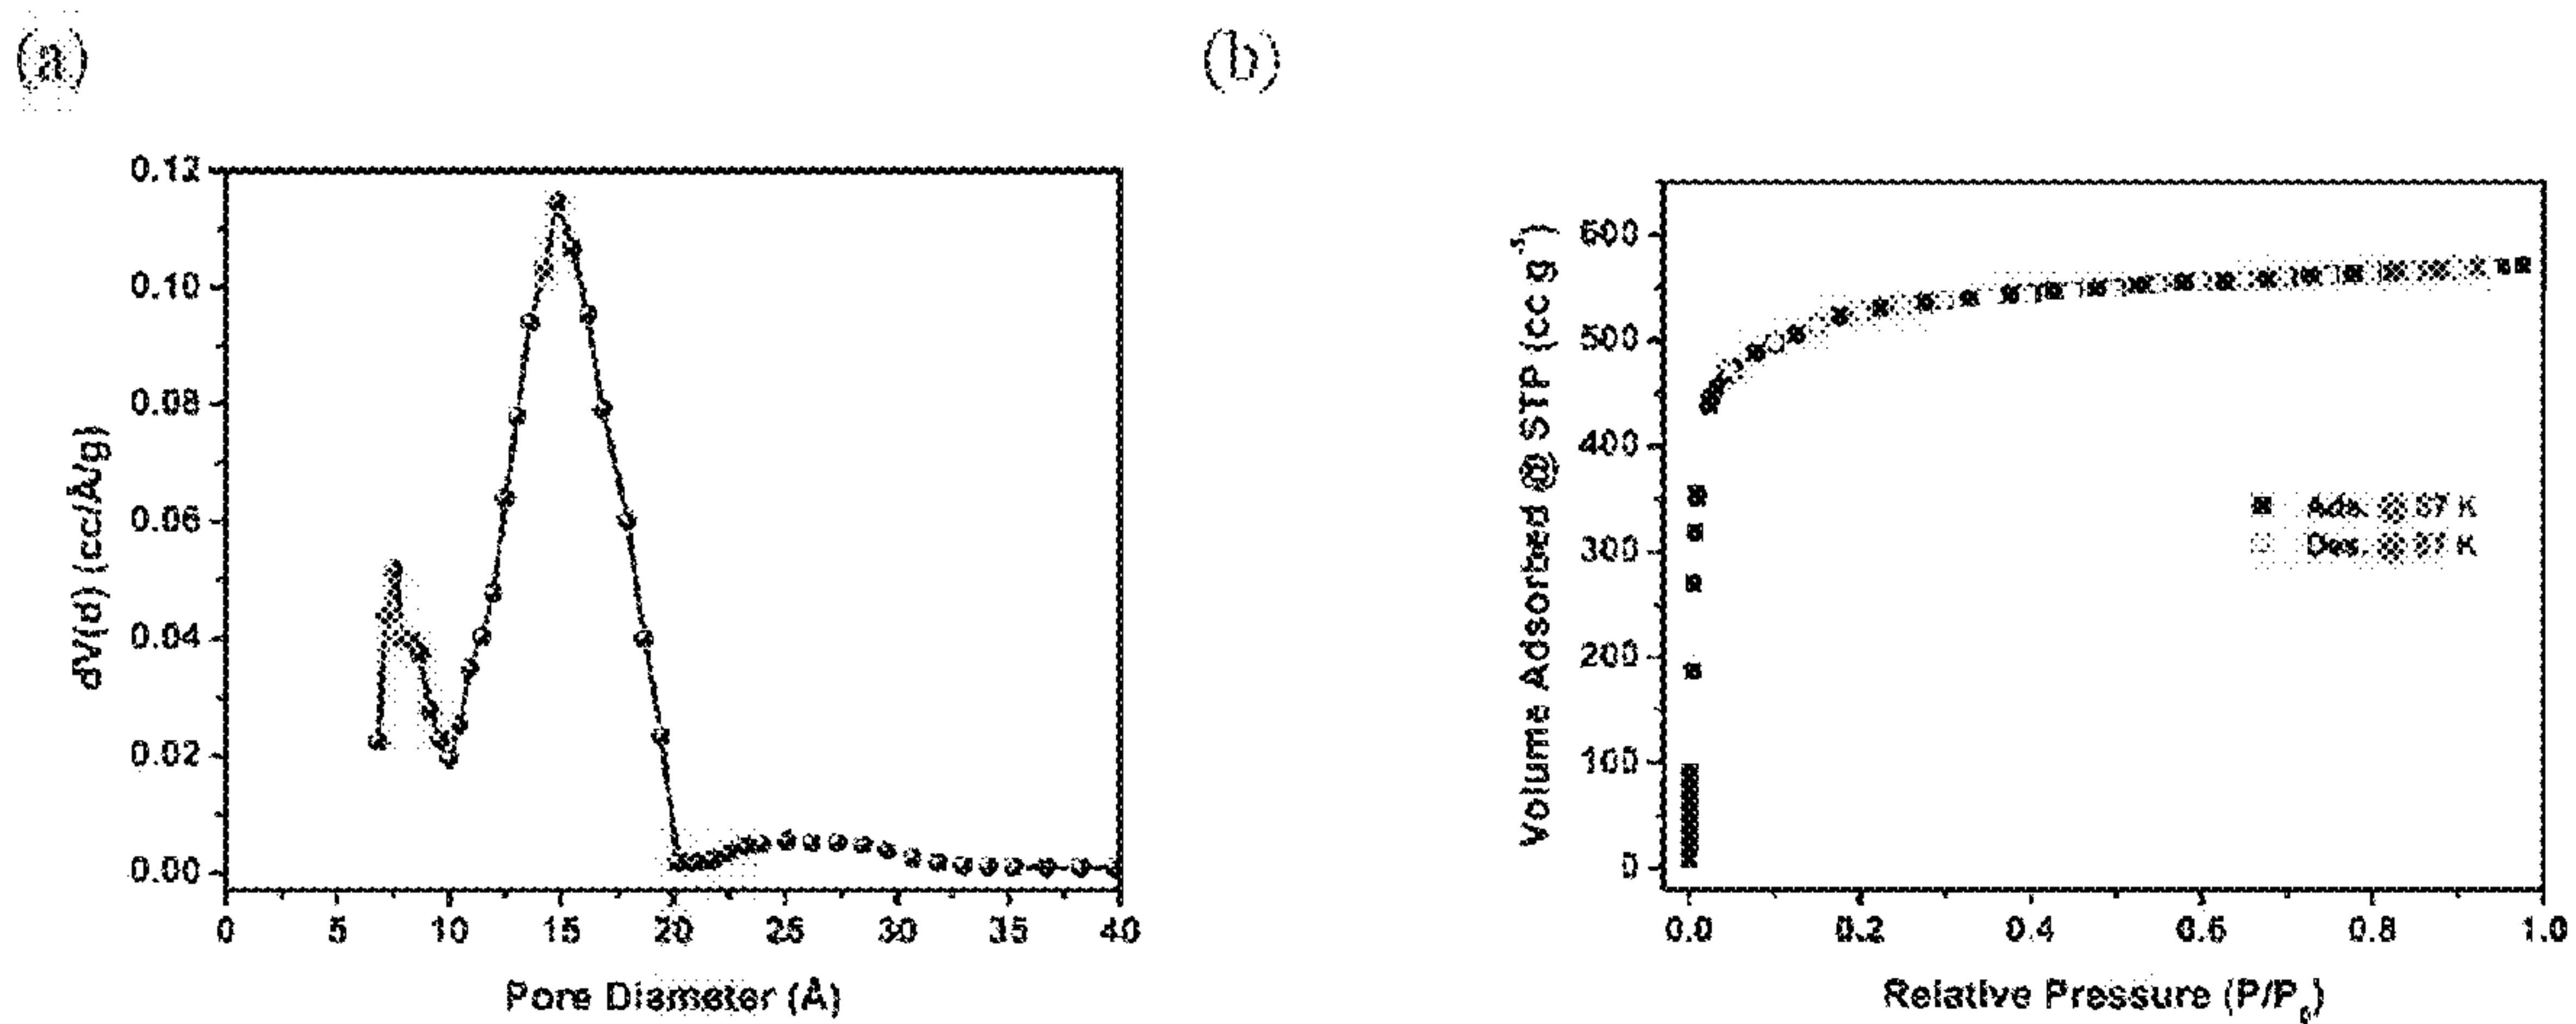 (a)
(b)
0.12
0.10
0.08
0.06
0.04
0.02
0.00
dV(d) (cc/Å/g)
0 5 10 15 20 25 30 35 40
Pore Diameter (Å)
600
500
400
300
200
100
0
Volume Adsorbed @ STP (cc g
Ads. @ 87 K
Des. @ 87 K
0.0 0.2 0.4 0.6 0.8 1.0
Relative Pressure (P/P₀)